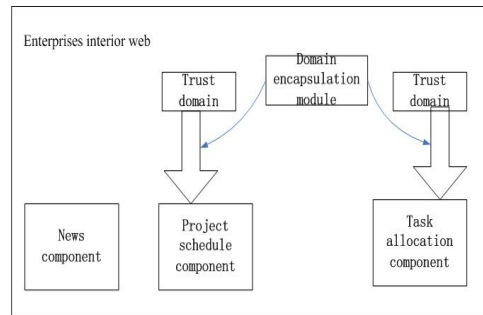 Enterprises interior web
Domain
encapsulation
module
Trust
domain
Trust
domain
News
component
Project
schedule
component
Task
allocation
component